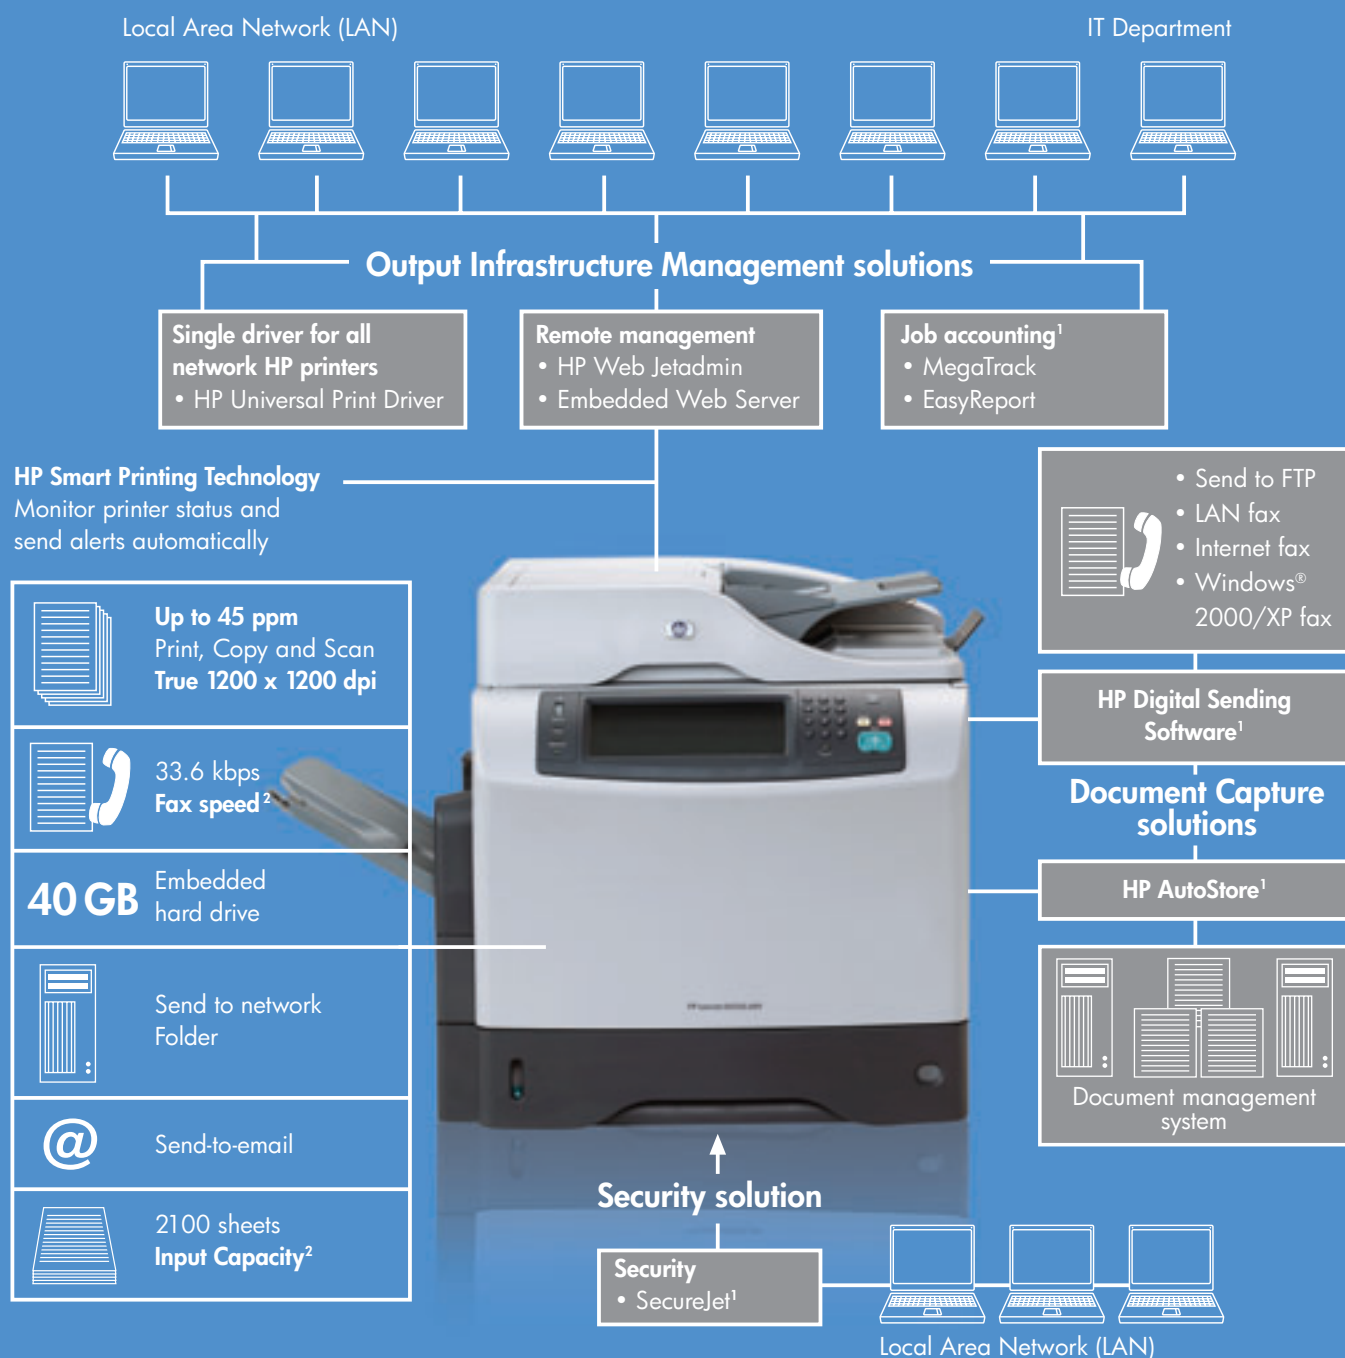 Local Area Network (LAN)
IT Department
Output Infrastructure Management solutions
Single driver for all
network HP printers
• HP Universal Print Driver
Remote management
• HP Web Jetadmin
• Embedded Web Server
Job accounting¹
• MegaTrack
• EasyReport
HP Smart Printing Technology
Monitor printer status and
send alerts automatically
Up to 45 ppm
Print, Copy and Scan
True 1200 x 1200 dpi
33.6 kbps
Fax speed²
40 GB
Embedded
hard drive
Send to network
Folder
@
Send-to-email
2100 sheets
Input Capacity²
• Send to FTP
• LAN fax
• Internet fax
• Windows®
2000/XP fax
HP Digital Sending
Software¹
Document Capture
solutions
HP AutoStore¹
Document management
system
Security solution
Security
• SecureJet¹
Local Area Network (LAN)